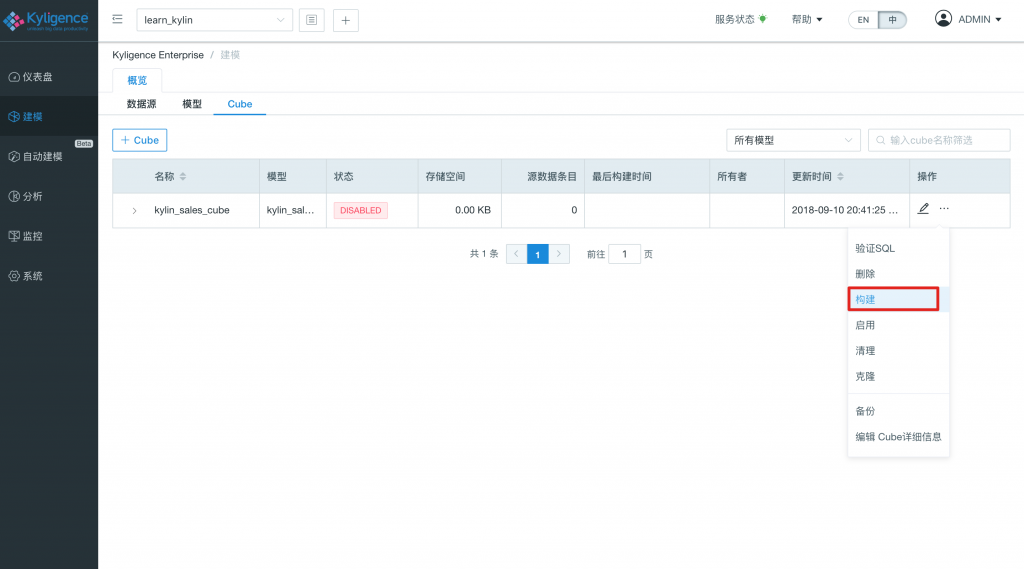 Kyligence
learn_kylin
服务状态
帮助
EN
中
ADMIN
Kyligence Enterprise / 建模
仪表盘
建模
Beta
自动建模
分析
监控
系统
概览
数据源 模型 Cube
+ Cube
所有模型
输入cube名称筛选
名称 模型 状态 存储空间 源数据条目 最后构建时间 所有者 更新时间 操作
kylin_sales_cube kylin_sal... DISABLED 0.00 KB 0 2018-09-10 20:41:25 ...
共 1 条 1 前往 1 页
验证SQL
删除
构建
启用
清理
克隆
备份
编辑 Cube详细信息